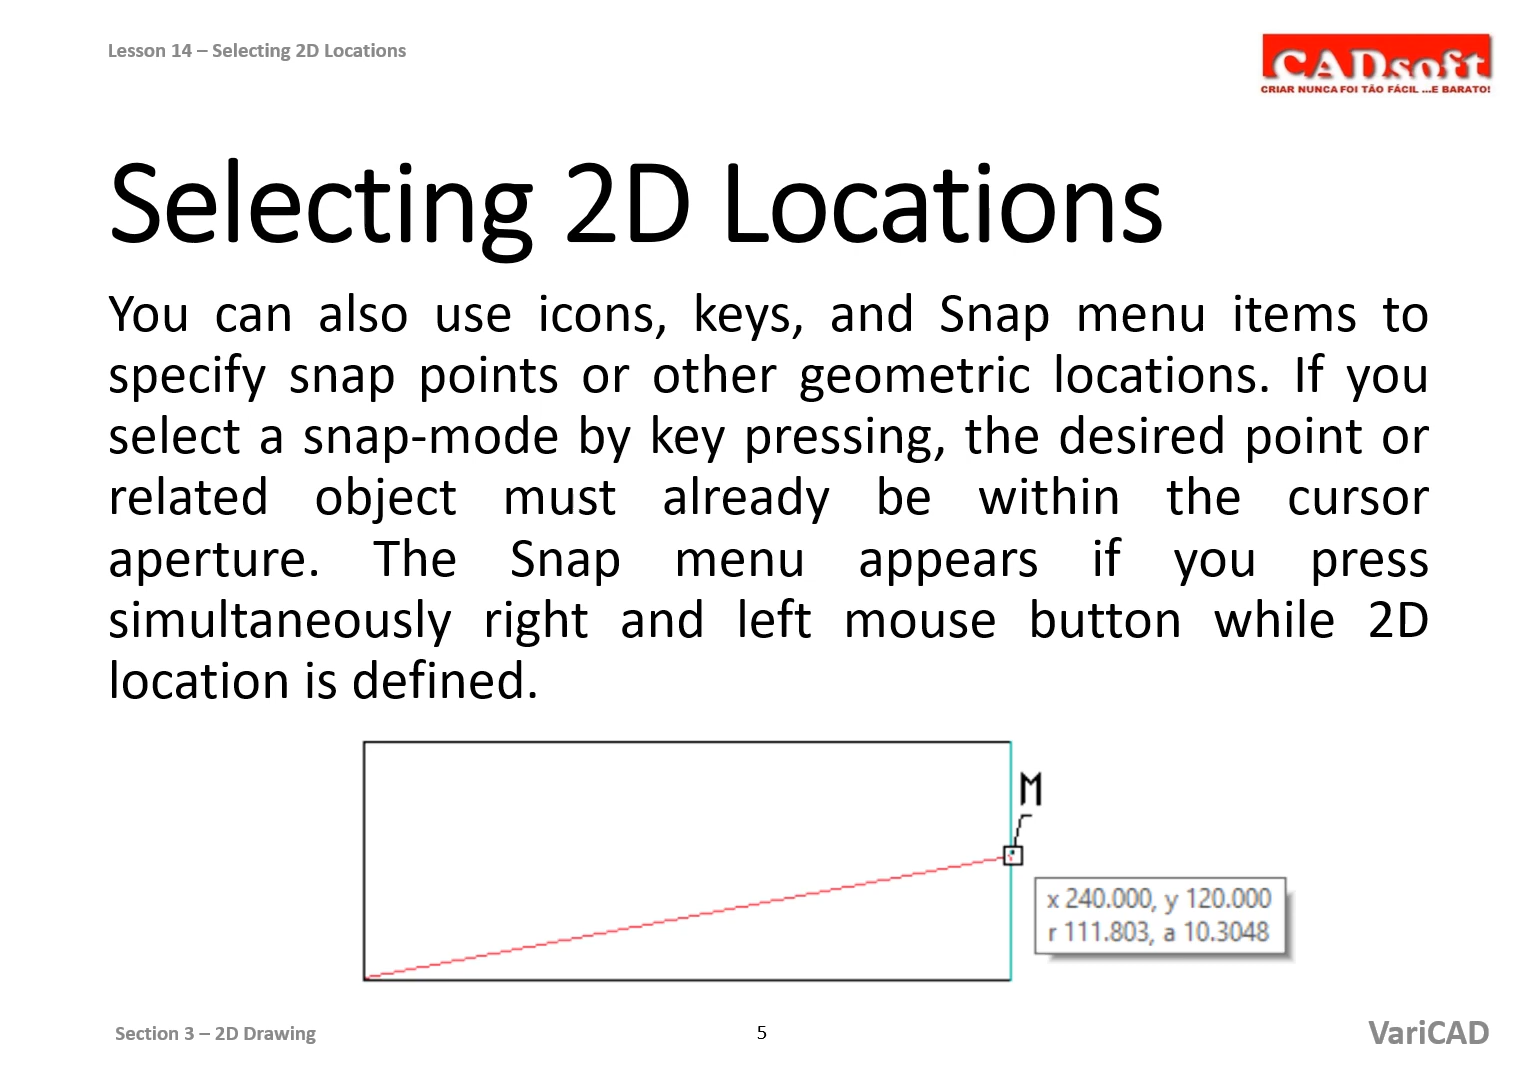 Lesson 14 – Selecting 2D Locations
CADsoft
CRIAR NUNCA FOI TÃO FÁCIL ...E BARATO!
Selecting 2D Locations
You can also use icons, keys, and Snap menu items to
specify snap points or other geometric locations. If you
select a snap-mode by key pressing, the desired point or
related object must already be within the cursor
aperture. The Snap menu appears if you press
simultaneously right and left mouse button while 2D
location is defined.
M
x 240.000, y 120.000
r 111.803, a 10.3048
Section 3 – 2D Drawing
5
VariCAD